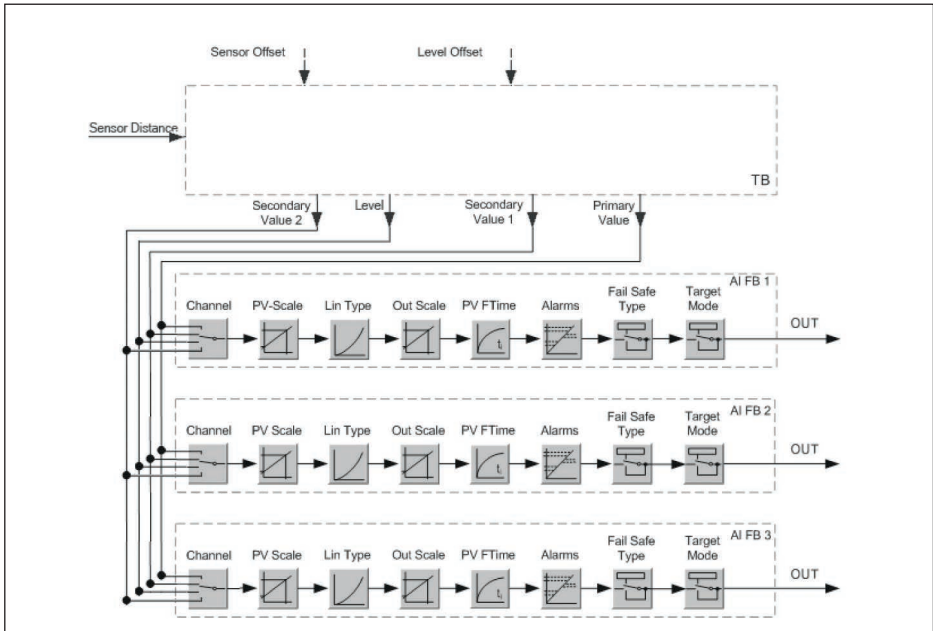 Sensor Offset
Level Offset
Sensor Distance
TB
Secondary
Value 2
Level
Secondary
Value 1
Primary
Value
AI FB 1
Channel
PV-Scale
Lin Type
Out Scale
PV FTime
Alarms
Fail Safe
Type
Target
Mode
OUT
t
AI FB 2
Channel
PV Scale
Lin Type
Out Scale
PV FTime
Alarms
Fail Safe
Type
Target
Mode
OUT
t
AI FB 3
Channel
PV Scale
Lin Type
Out Scale
PV FTime
Alarms
Fail Safe
Type
Target
Mode
OUT
t